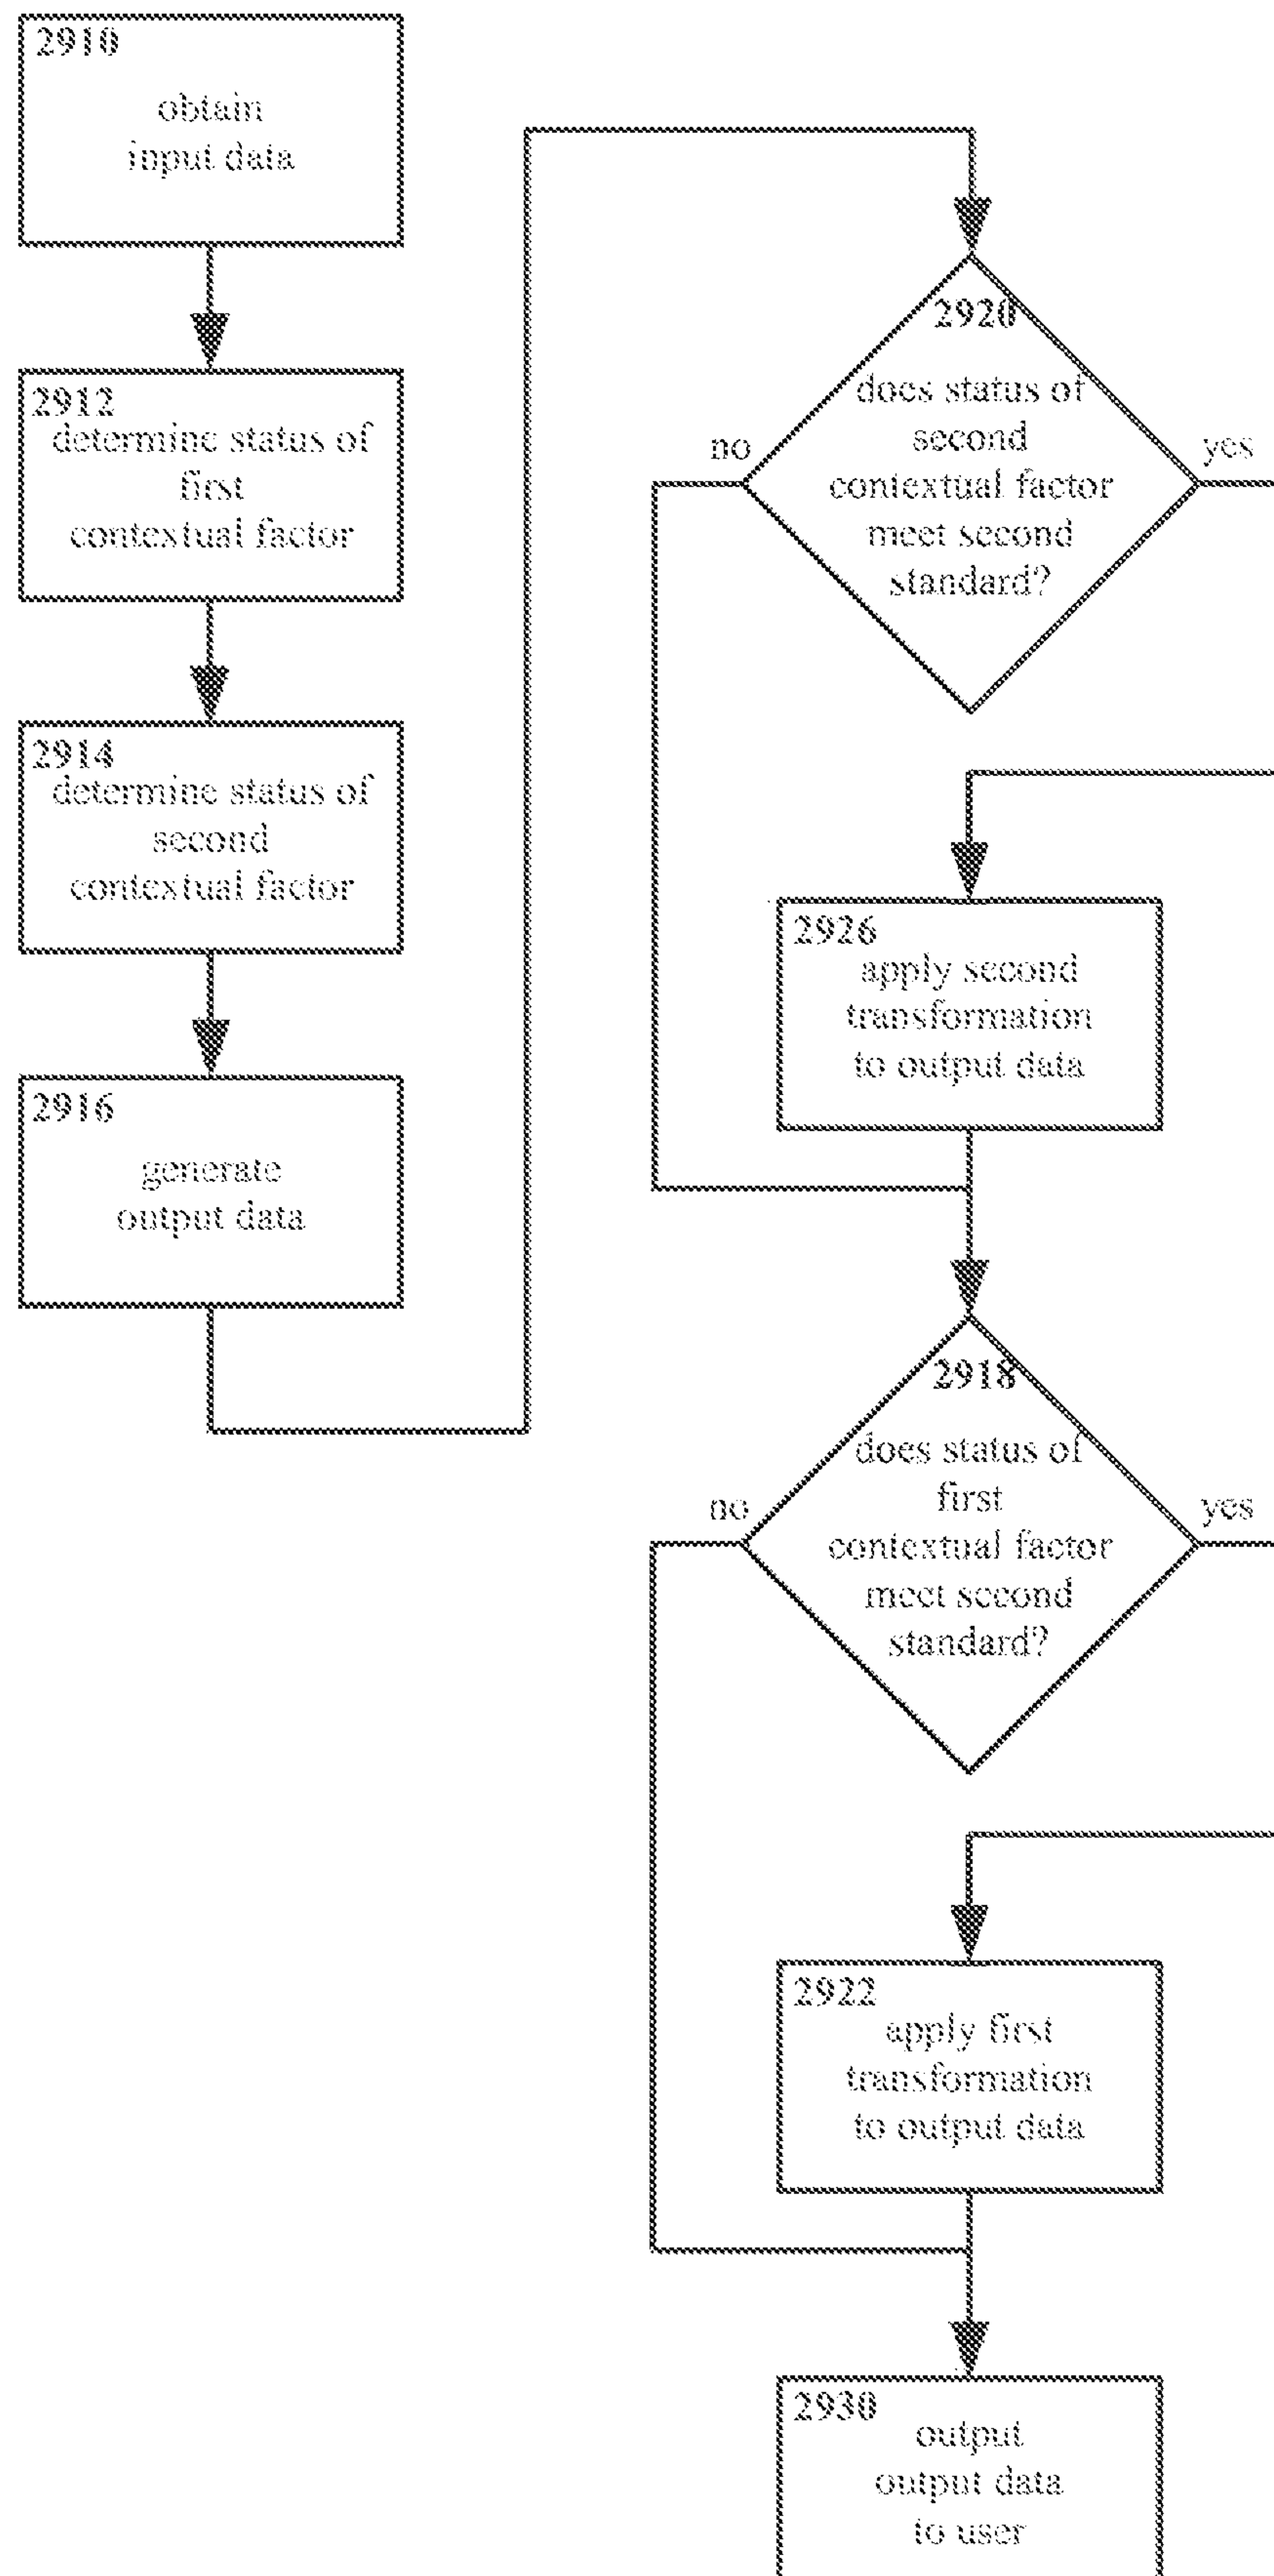 2910
obtain
input data
2912
determine status of
first
contextual factor
2914
determine status of
second
contextual factor
2916
generate
output data
2920
does status of
second
contextual factor
meet second
standard?
no
yes
2926
apply second
transformation
to output data
2918
does status of
first
contextual factor
meet second
standard?
no
yes
2922
apply first
transformation
to output data
2930
output
output data
to user